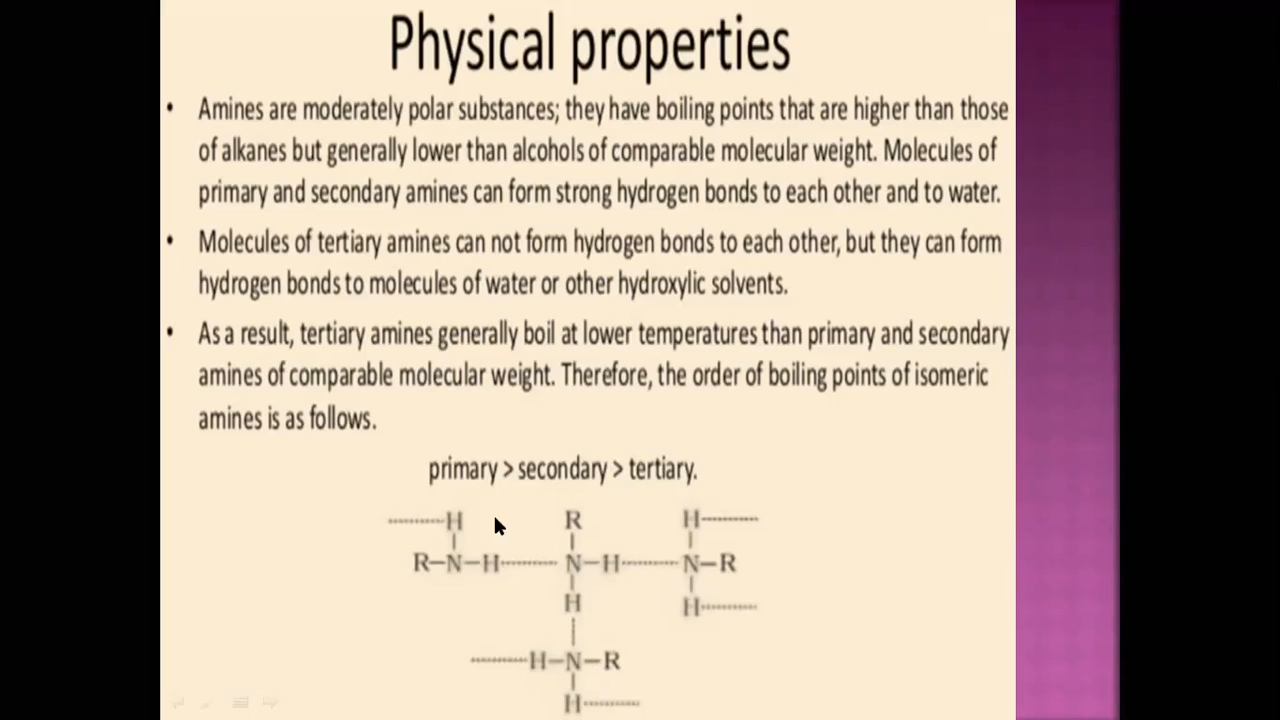 Physical properties
• Amines are moderately polar substances; they have boiling points that are higher than those
of alkanes but generally lower than alcohols of comparable molecular weight. Molecules of
primary and secondary amines can form strong hydrogen bonds to each other and to water.
• Molecules of tertiary amines can not form hydrogen bonds to each other, but they can form
hydrogen bonds to molecules of water or other hydroxylic solvents.
• As a result, tertiary amines generally boil at lower temperatures than primary and secondary
amines of comparable molecular weight. Therefore, the order of boiling points of isomeric
amines is as follows.
primary > secondary > tertiary.
H R H
R–N–H N–H N–R
H H
H–N–R
H